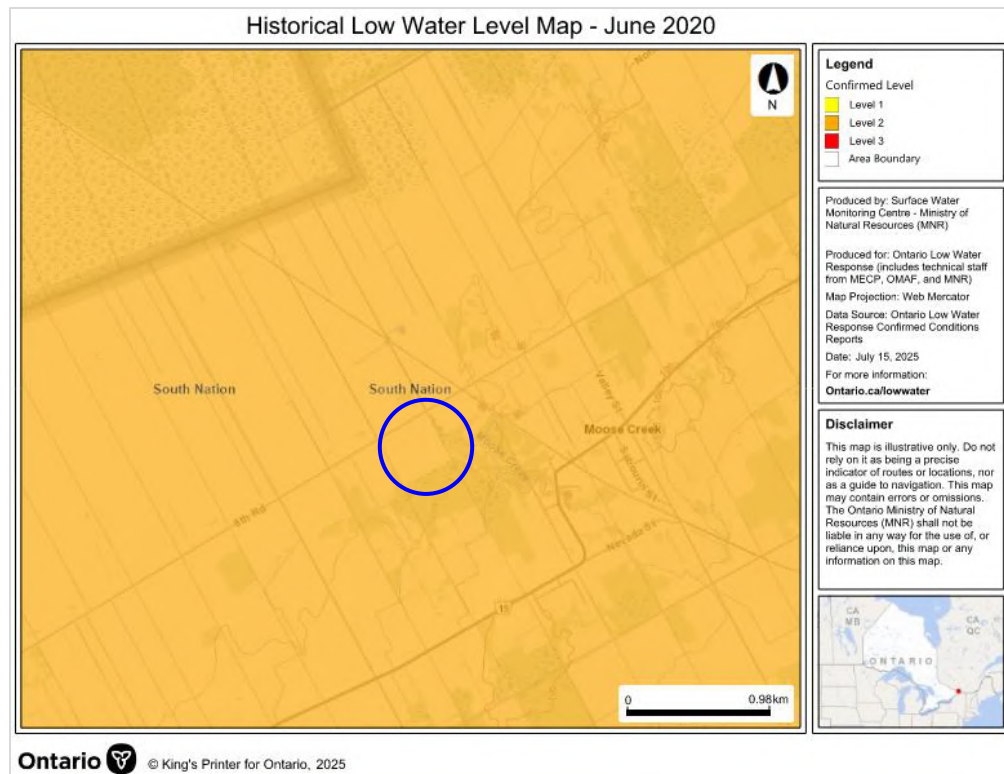 Historical Low Water Level Map - June 2020
N
South Nation
South Nation
Valley St
Moose Creek
Moose Creek
8th Rd
Nevada St
15
0
0.98km
Legend
Confirmed Level
Level 1
Level 2
Level 3
Area Boundary
Produced by: Surface Water
Monitoring Centre - Ministry of
Natural Resources (MNR)
Produced for: Ontario Low Water
Response (includes technical staff
from MECP, OMAF, and MNR)
Map Projection: Web Mercator
Data Source: Ontario Low Water
Response Confirmed Conditions
Reports
Date: July 15, 2025
For more information:
Ontario.ca/lowwater
Disclaimer
This map is illustrative only. Do not
rely on it as being a precise
indicator of routes or locations, nor
as a guide to navigation. This map
may contain errors or omissions.
The Ontario Ministry of Natural
Resources (MNR) shall not be
liable in any way for the use of, or
reliance upon, this map or any
information on this map.
CA
MB
CA
QC
ONTARIO
Ontario
© King's Printer for Ontario, 2025